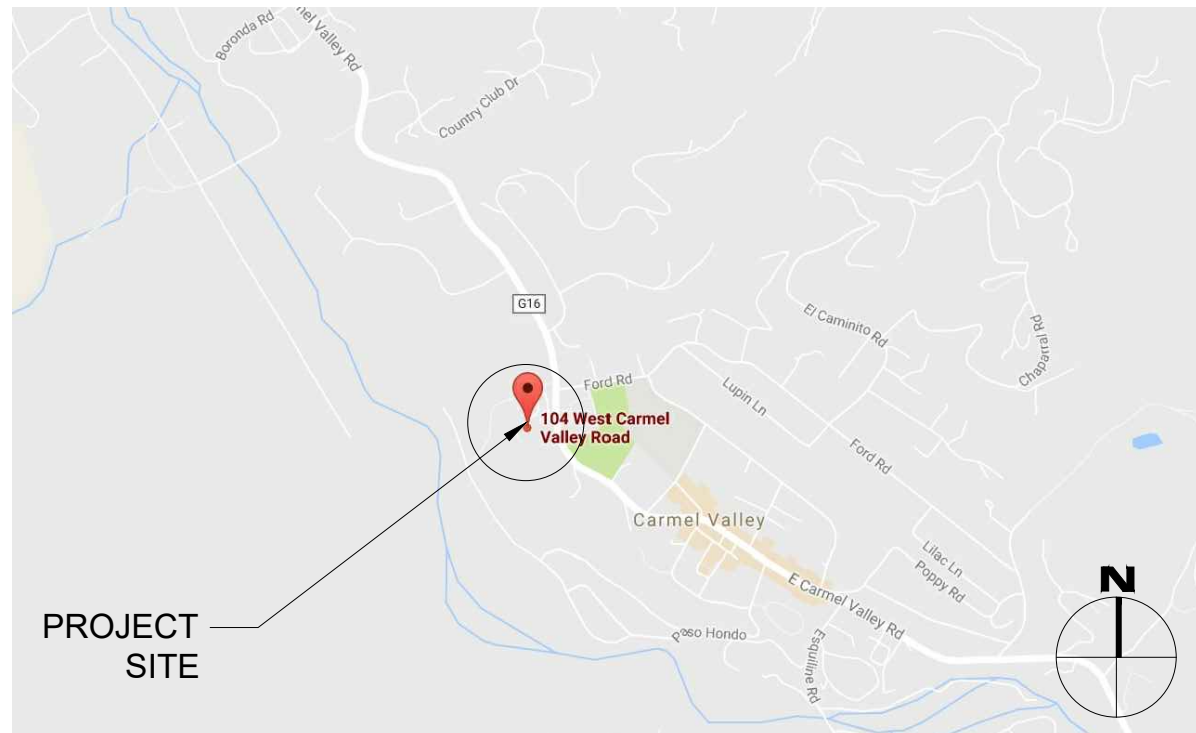 Boronda Rd
mel Valley Rd
Country Club Dr
G16
El Caminito Rd
Chaparral Rd
Ford Rd
Lupin Ln
104 West Carmel
Valley Road
Ford Rd
Carmel Valley
Lilac Ln
Poppy Rd
N
E Carmel Valley Rd
PROJECT
SITE
Paso Hondo
Esquiline Rd